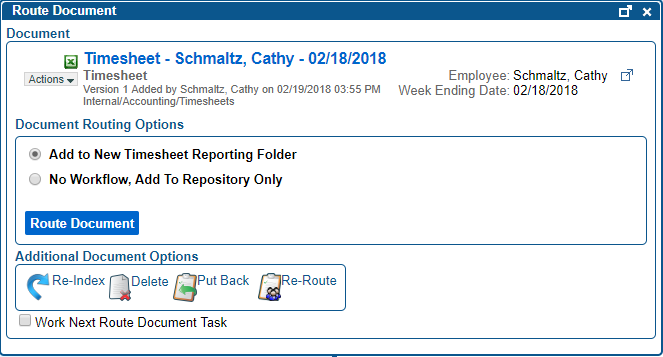 Route Document
Document
Timesheet - Schmaltz, Cathy - 02/18/2018
Actions
Timesheet
Version 1 Added by Schmaltz, Cathy on 02/19/2018 03:55 PM
Internal/Accounting/Timesheets
Employee: Schmaltz, Cathy
Week Ending Date: 02/18/2018
Document Routing Options
Add to New Timesheet Reporting Folder
No Workflow, Add To Repository Only
Route Document
Additional Document Options
Re-Index Delete Put Back Re-Route
Work Next Route Document Task